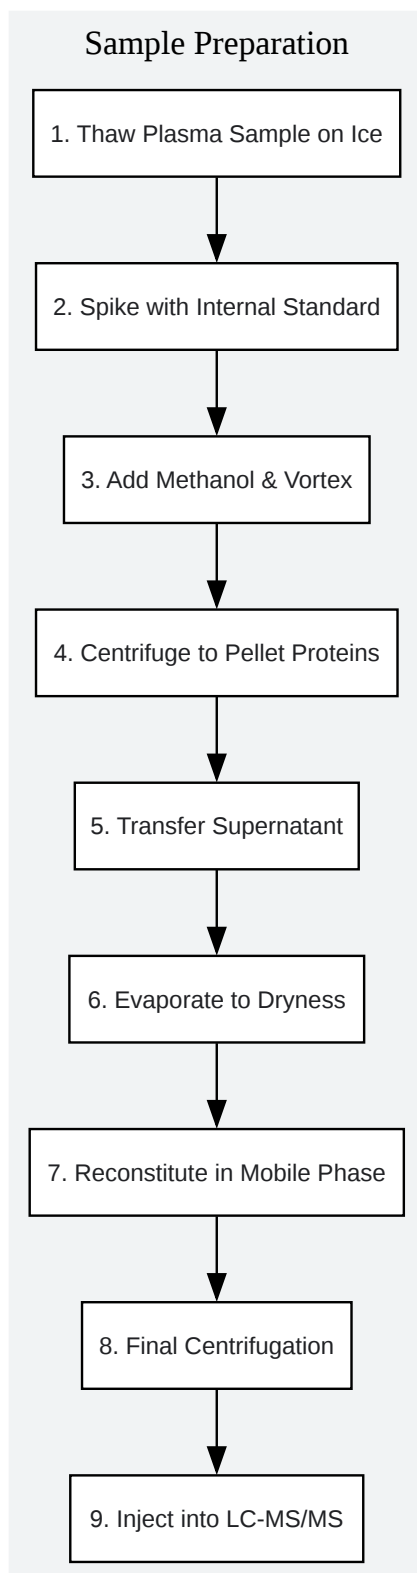 Sample Preparation
1. Thaw Plasma Sample on Ice
2. Spike with Internal Standard
3. Add Methanol & Vortex
4. Centrifuge to Pellet Proteins
5. Transfer Supernatant
6. Evaporate to Dryness
7. Reconstitute in Mobile Phase
8. Final Centrifugation
9. Inject into LC-MS/MS